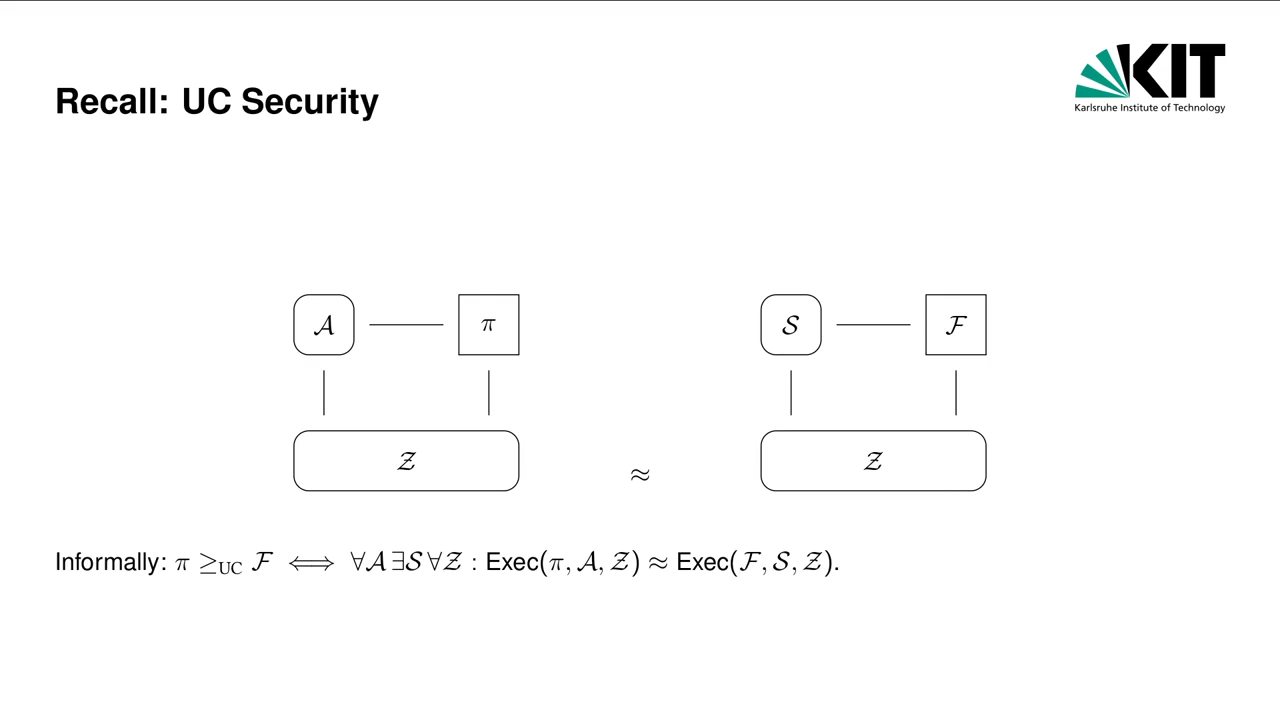 KIT
Karlsruhe Institute of Technology
Recall: UC Security
𝒜 π 𝒮 ℱ
𝒵 ≈ 𝒵
Informally: π ≥UC ℱ ⟺ ∀𝒜 ∃𝒮 ∀𝒵 : Exec(π, 𝒜, 𝒵) ≈ Exec(ℱ, 𝒮, 𝒵).